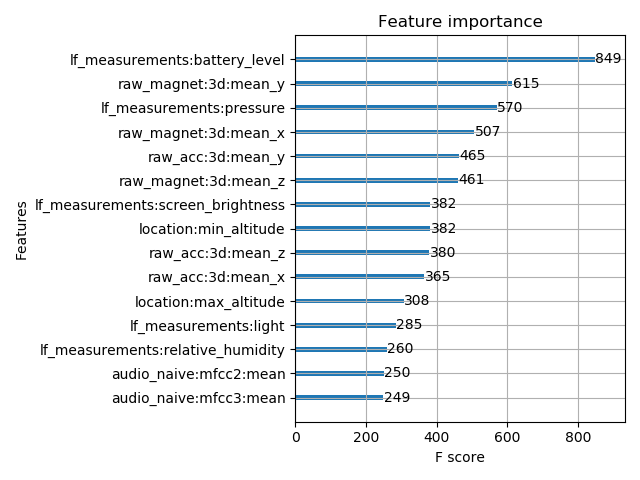 Feature importance
Features
lf_measurements:battery_level 849
raw_magnet:3d:mean_y 615
lf_measurements:pressure 570
raw_magnet:3d:mean_x 507
raw_acc:3d:mean_y 465
raw_magnet:3d:mean_z 461
lf_measurements:screen_brightness 382
location:min_altitude 382
raw_acc:3d:mean_z 380
raw_acc:3d:mean_x 365
location:max_altitude 308
lf_measurements:light 285
lf_measurements:relative_humidity 260
audio_naive:mfcc2:mean 250
audio_naive:mfcc3:mean 249
0 200 400 600 800
F score